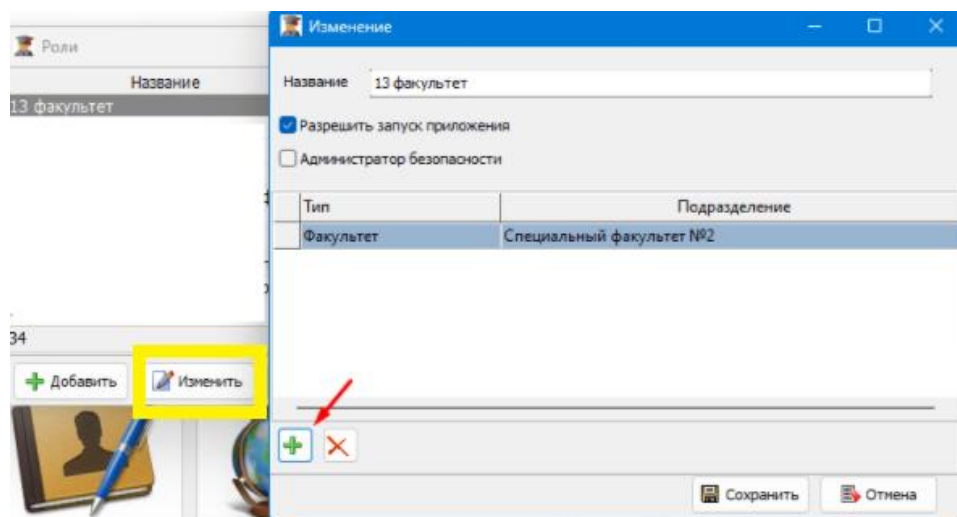 Роли
Название
13 факультет
34
Добавить
Изменить
Изменение
Название
13 факультет
Разрешить запуск приложения
Администратор безопасности
Тип
Подразделение
Факультет
Специальный факультет №2
Сохранить
Отмена